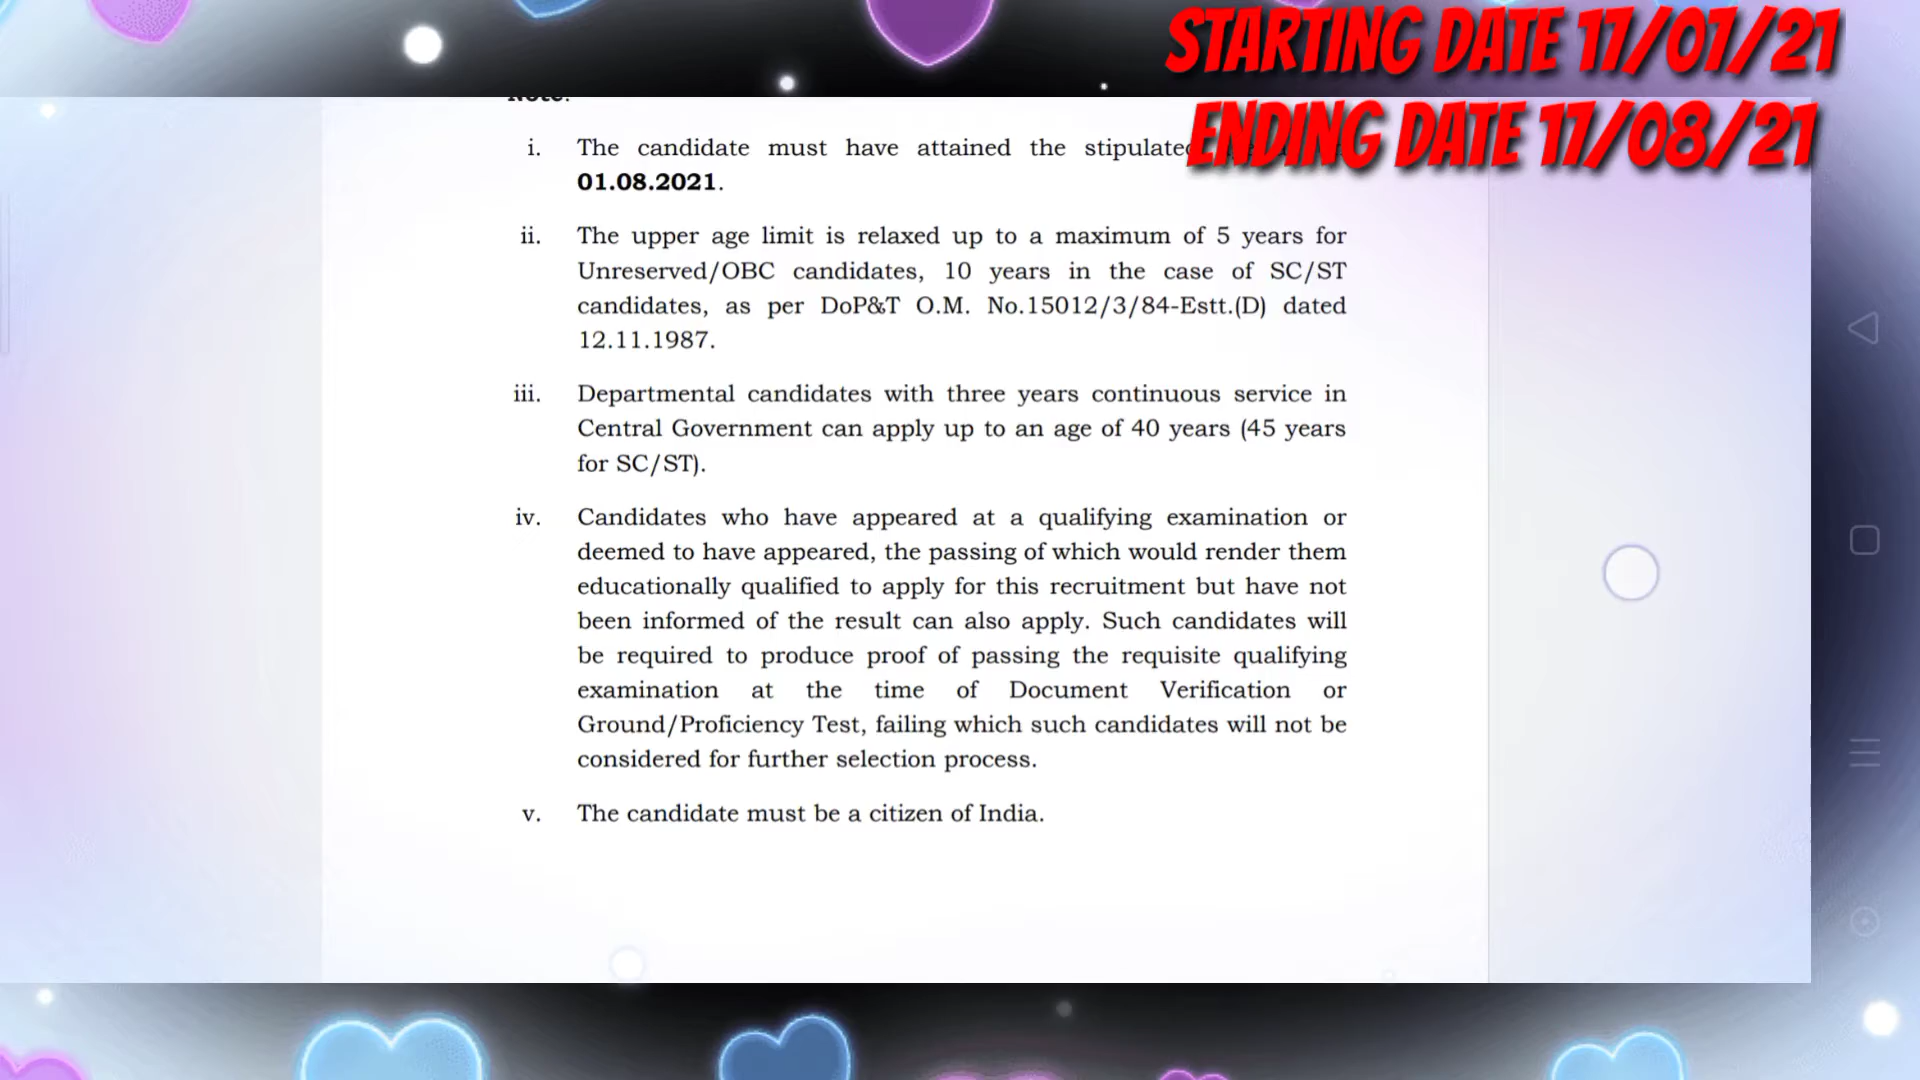 STARTING DATE 17/07/21
ENDING DATE 17/08/21
Note:
i. The candidate must have attained the stipulated
01.08.2021.
ii. The upper age limit is relaxed up to a maximum of 5 years for
Unreserved/OBC candidates, 10 years in the case of SC/ST
candidates, as per DoP&T O.M. No.15012/3/84-Estt.(D) dated
12.11.1987.
iii. Departmental candidates with three years continuous service in
Central Government can apply up to an age of 40 years (45 years
for SC/ST).
iv. Candidates who have appeared at a qualifying examination or
deemed to have appeared, the passing of which would render them
educationally qualified to apply for this recruitment but have not
been informed of the result can also apply. Such candidates will
be required to produce proof of passing the requisite qualifying
examination at the time of Document Verification or
Ground/Proficiency Test, failing which such candidates will not be
considered for further selection process.
v. The candidate must be a citizen of India.